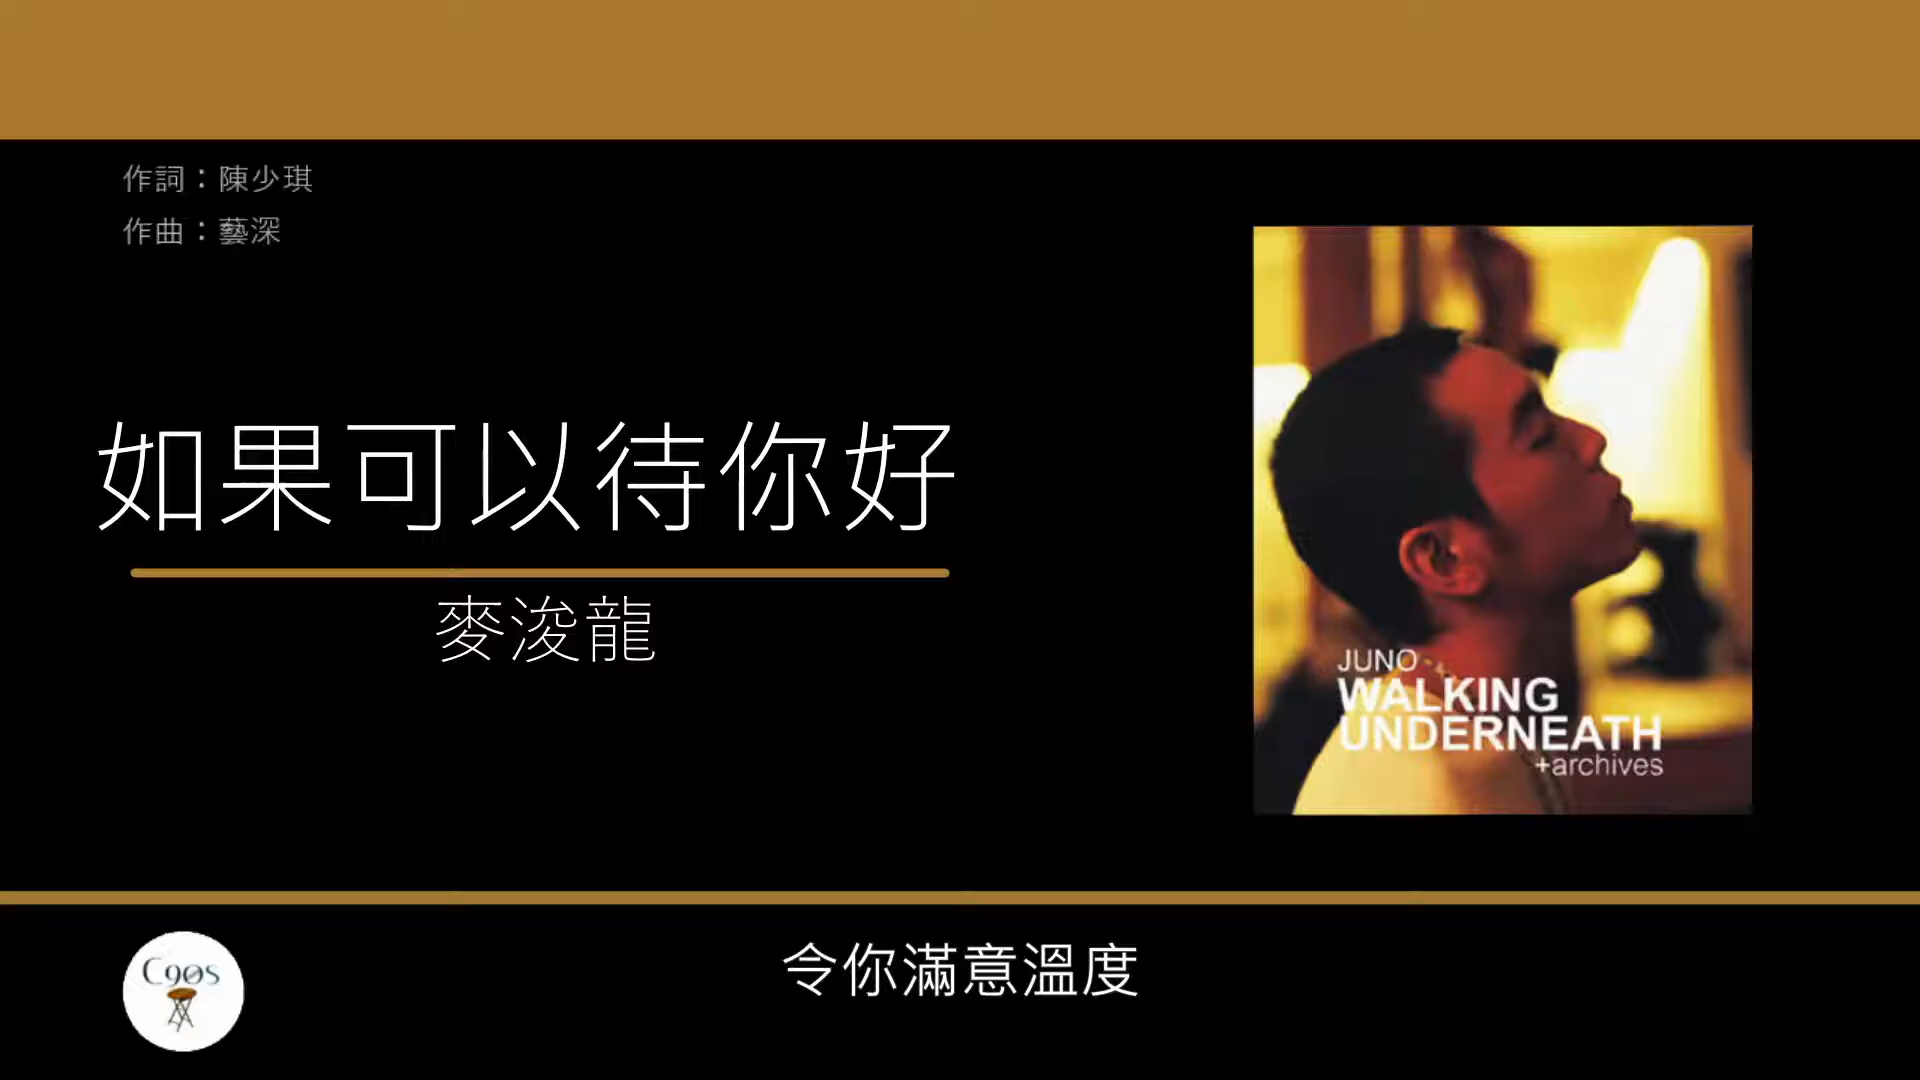 作詞：陳少琪
作曲：藝深
如果可以待你好
麥浚龍
JUNO
WALKING
UNDERNEATH
+archives
C90S
令你滿意溫度